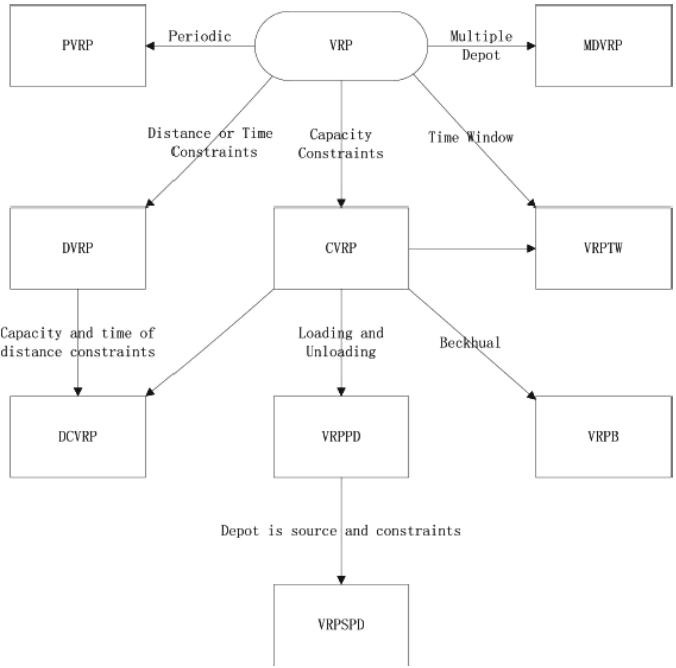 PVRP
Periodic
VRP
Multiple
Depot
MDVRP
Distance or Time
Constraints
Capacity
Constraints
Time Window
DVRP
CVRP
VRPTW
Capacity and time of
distance constraints
Loading and
Unloading
Beckhual
DCVRP
VRPPD
VRPB
Depot is source and constraints
VRPSPD